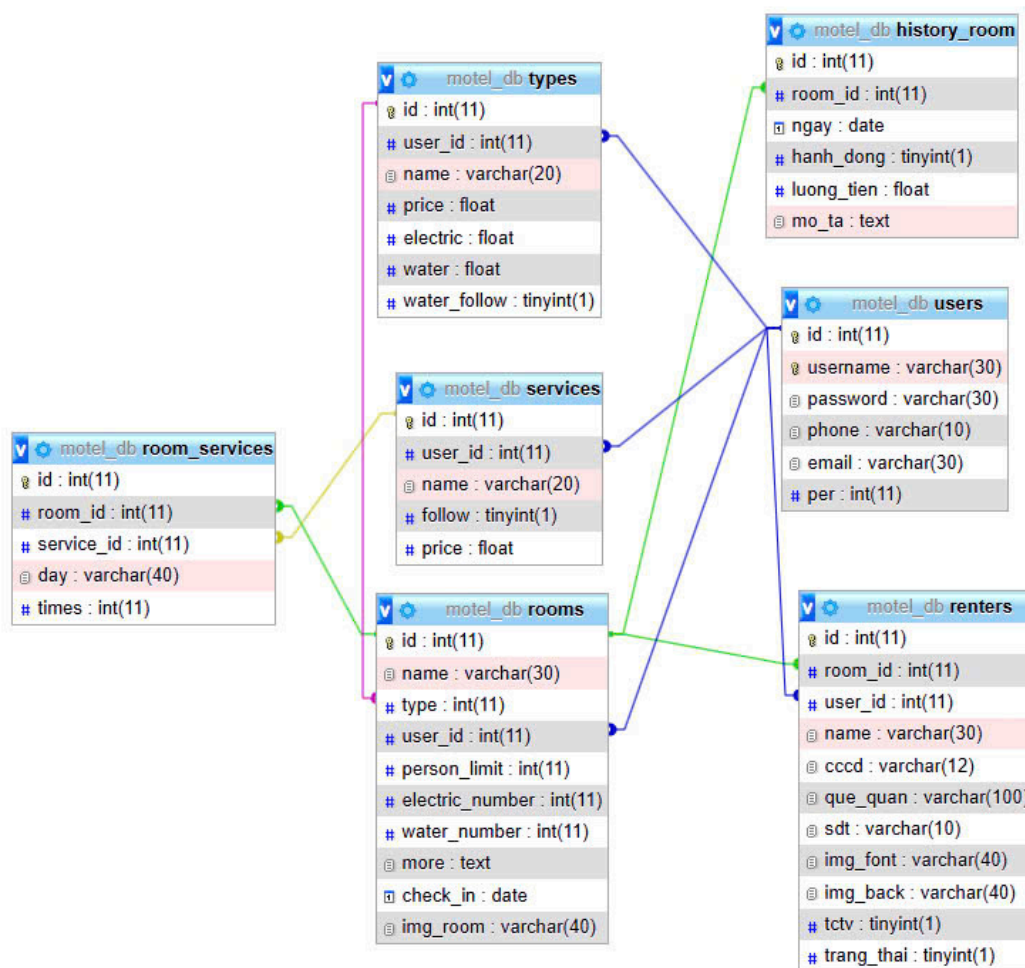 motel_db types
id : int(11)
user_id : int(11)
name : varchar(20)
price : float
electric : float
water : float
water_follow : tinyint(1)
motel_db history_room
id : int(11)
room_id : int(11)
ngay : date
hanh_dong : tinyint(1)
luong_tien : float
mo_ta : text
motel_db users
id : int(11)
username : varchar(30)
password : varchar(30)
phone : varchar(10)
email : varchar(30)
per : int(11)
motel_db services
id : int(11)
user_id : int(11)
name : varchar(20)
follow : tinyint(1)
price : float
motel_db room_services
id : int(11)
room_id : int(11)
service_id : int(11)
day : varchar(40)
times : int(11)
motel_db rooms
id : int(11)
name : varchar(30)
type : int(11)
user_id : int(11)
person_limit : int(11)
electric_number : int(11)
water_number : int(11)
more : text
check_in : date
img_room : varchar(40)
motel_db renters
id : int(11)
room_id : int(11)
user_id : int(11)
name : varchar(30)
cccd : varchar(12)
que_quan : varchar(100)
sdt : varchar(10)
img_font : varchar(40)
img_back : varchar(40)
tctv : tinyint(1)
trang_thai : tinyint(1)